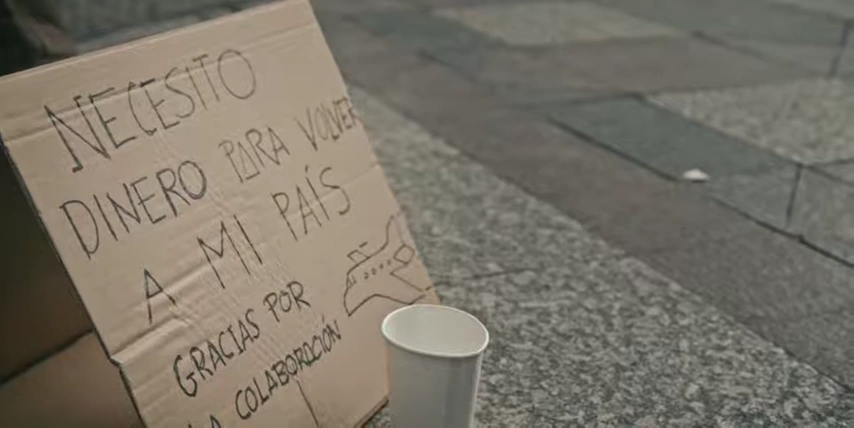 NECESITO
DINERO PARA VOLVER
A MI PAÍS
GRACIAS POR
LA COLABORACIÓN